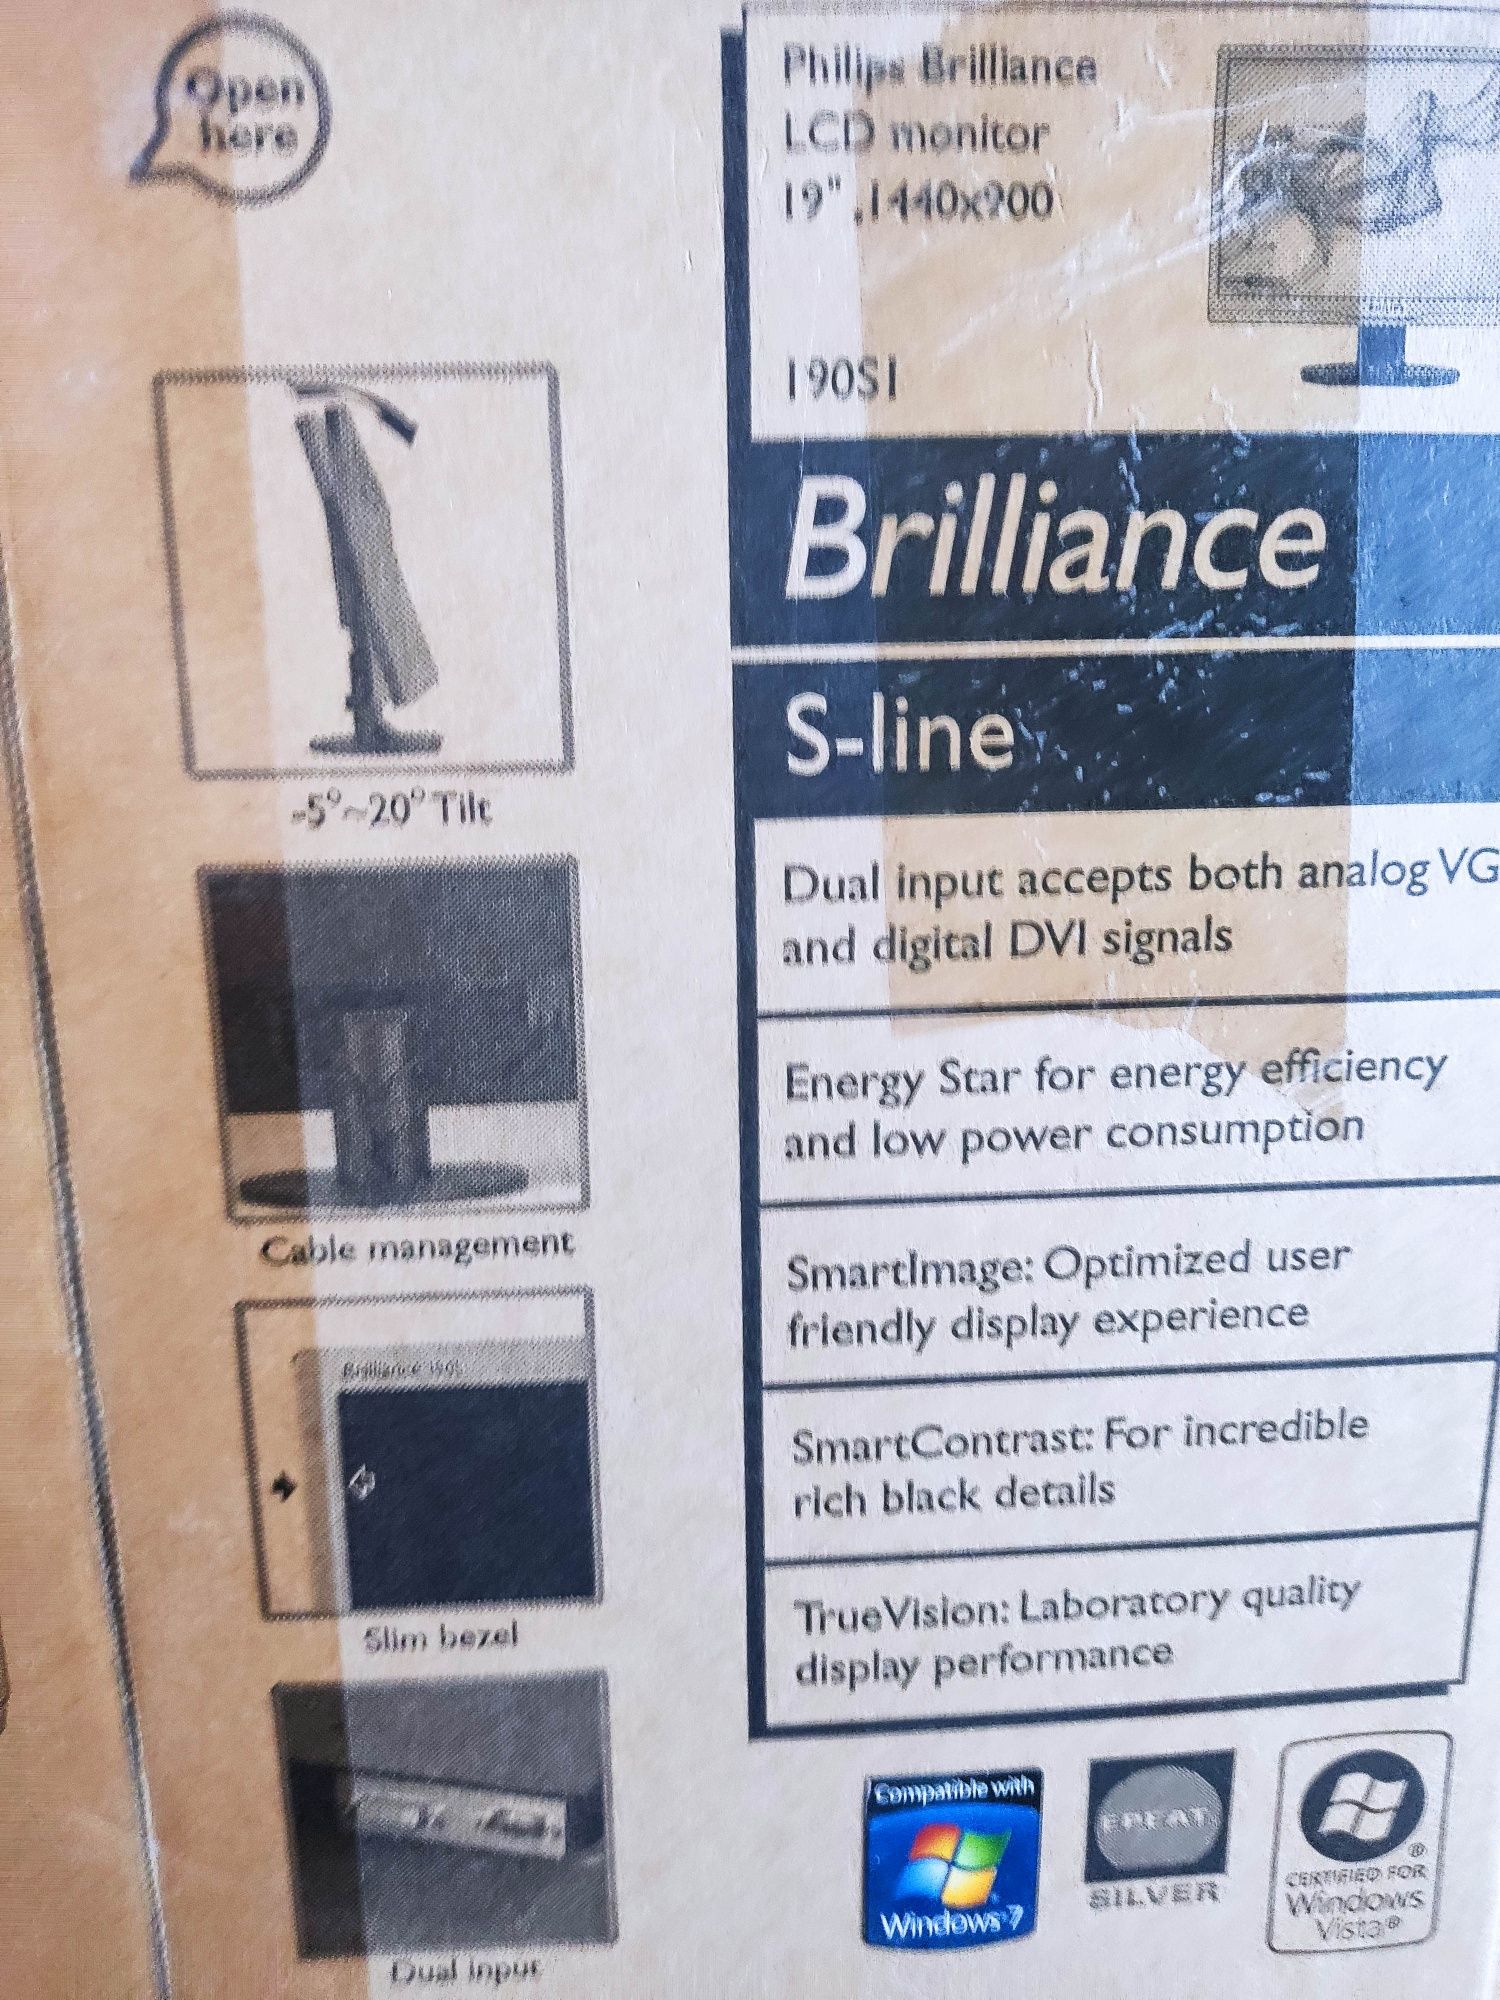 Open
here
Philips Brilliance
LCD monitor
19",1440x900
190S1
Brilliance
S-line
-5°~20° Tilt
Dual input accepts both analog VG
and digital DVI signals
Energy Star for energy efficiency
and low power consumption
Cable management
SmartImage: Optimized user
friendly display experience
Brilliance
SmartContrast: For incredible
rich black details
Slim bezel
TrueVision: Laboratory quality
display performance
Dual input
Compatible with
Windows 7
EPEAT
SILVER
®
CERTIFIED FOR
Windows
Vista®